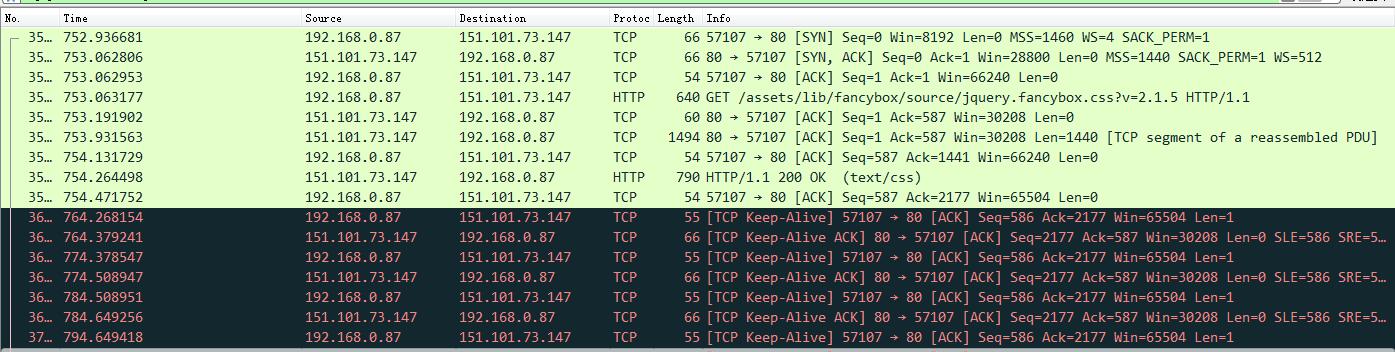 No. Time Source Destination Protoc Length Info
35… 752.936681 192.168.0.87 151.101.73.147 TCP 66 57107 → 80 [SYN] Seq=0 Win=8192 Len=0 MSS=1460 WS=4 SACK_PERM=1
35… 753.062806 151.101.73.147 192.168.0.87 TCP 66 80 → 57107 [SYN, ACK] Seq=0 Ack=1 Win=28800 Len=0 MSS=1440 SACK_PERM=1 WS=512
35… 753.062953 192.168.0.87 151.101.73.147 TCP 54 57107 → 80 [ACK] Seq=1 Ack=1 Win=66240 Len=0
35… 753.063177 192.168.0.87 151.101.73.147 HTTP 640 GET /assets/lib/fancybox/source/jquery.fancybox.css?v=2.1.5 HTTP/1.1
35… 753.191902 151.101.73.147 192.168.0.87 TCP 60 80 → 57107 [ACK] Seq=1 Ack=587 Win=30208 Len=0
35… 753.931563 151.101.73.147 192.168.0.87 TCP 1494 80 → 57107 [ACK] Seq=1 Ack=587 Win=30208 Len=1440 [TCP segment of a reassembled PDU]
35… 754.131729 192.168.0.87 151.101.73.147 TCP 54 57107 → 80 [ACK] Seq=587 Ack=1441 Win=66240 Len=0
35… 754.264498 151.101.73.147 192.168.0.87 HTTP 790 HTTP/1.1 200 OK (text/css)
35… 754.471752 192.168.0.87 151.101.73.147 TCP 54 57107 → 80 [ACK] Seq=587 Ack=2177 Win=65504 Len=0
36… 764.268154 192.168.0.87 151.101.73.147 TCP 55 [TCP Keep-Alive] 57107 → 80 [ACK] Seq=586 Ack=2177 Win=65504 Len=1
36… 764.379241 151.101.73.147 192.168.0.87 TCP 66 [TCP Keep-Alive ACK] 80 → 57107 [ACK] Seq=2177 Ack=587 Win=30208 Len=0 SLE=586 SRE=5…
36… 774.378547 192.168.0.87 151.101.73.147 TCP 55 [TCP Keep-Alive] 57107 → 80 [ACK] Seq=586 Ack=2177 Win=65504 Len=1
36… 774.508947 151.101.73.147 192.168.0.87 TCP 66 [TCP Keep-Alive ACK] 80 → 57107 [ACK] Seq=2177 Ack=587 Win=30208 Len=0 SLE=586 SRE=5…
36… 784.508951 192.168.0.87 151.101.73.147 TCP 55 [TCP Keep-Alive] 57107 → 80 [ACK] Seq=586 Ack=2177 Win=65504 Len=1
36… 784.649256 151.101.73.147 192.168.0.87 TCP 66 [TCP Keep-Alive ACK] 80 → 57107 [ACK] Seq=2177 Ack=587 Win=30208 Len=0 SLE=586 SRE=5…
37… 794.649418 192.168.0.87 151.101.73.147 TCP 55 [TCP Keep-Alive] 57107 → 80 [ACK] Seq=586 Ack=2177 Win=65504 Len=1